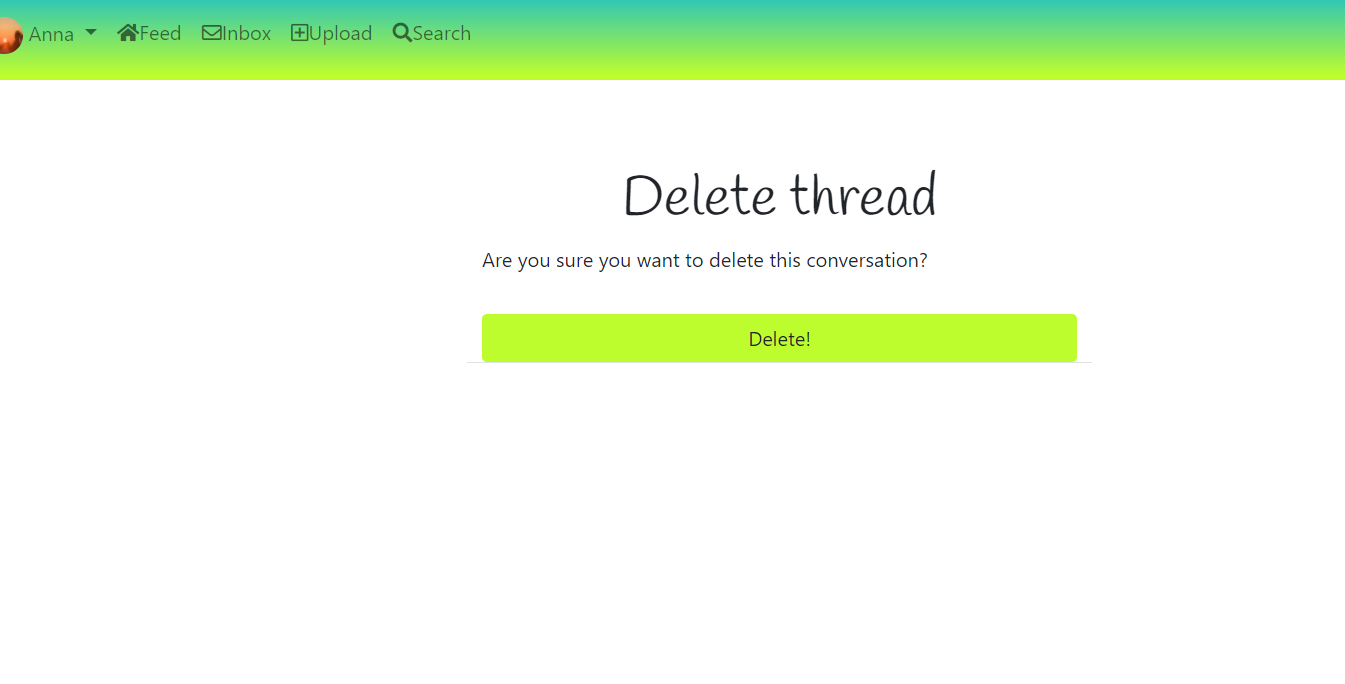 Anna Feed Inbox Upload Search
Delete thread
Are you sure you want to delete this conversation?
Delete!